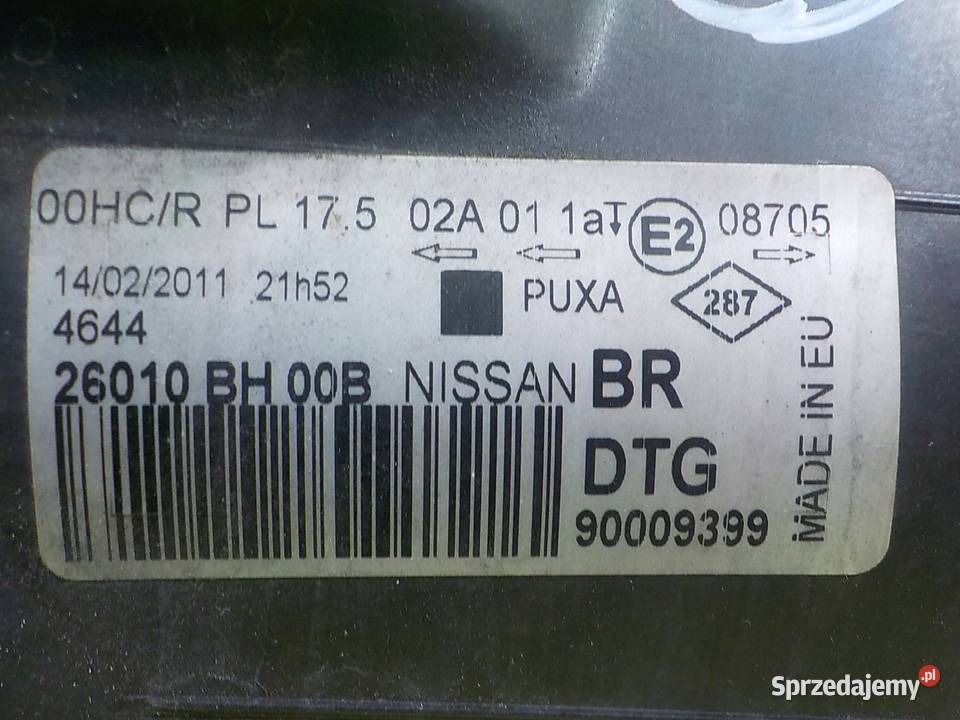 00HC/R PL 17.5 02A 01 1a E2 08705
14/02/2011 21h52 PUXA 287
4644
26010 BH 00B NISSAN BR
DTG
90009399
MADE IN EU
Sprzedajemy.pl